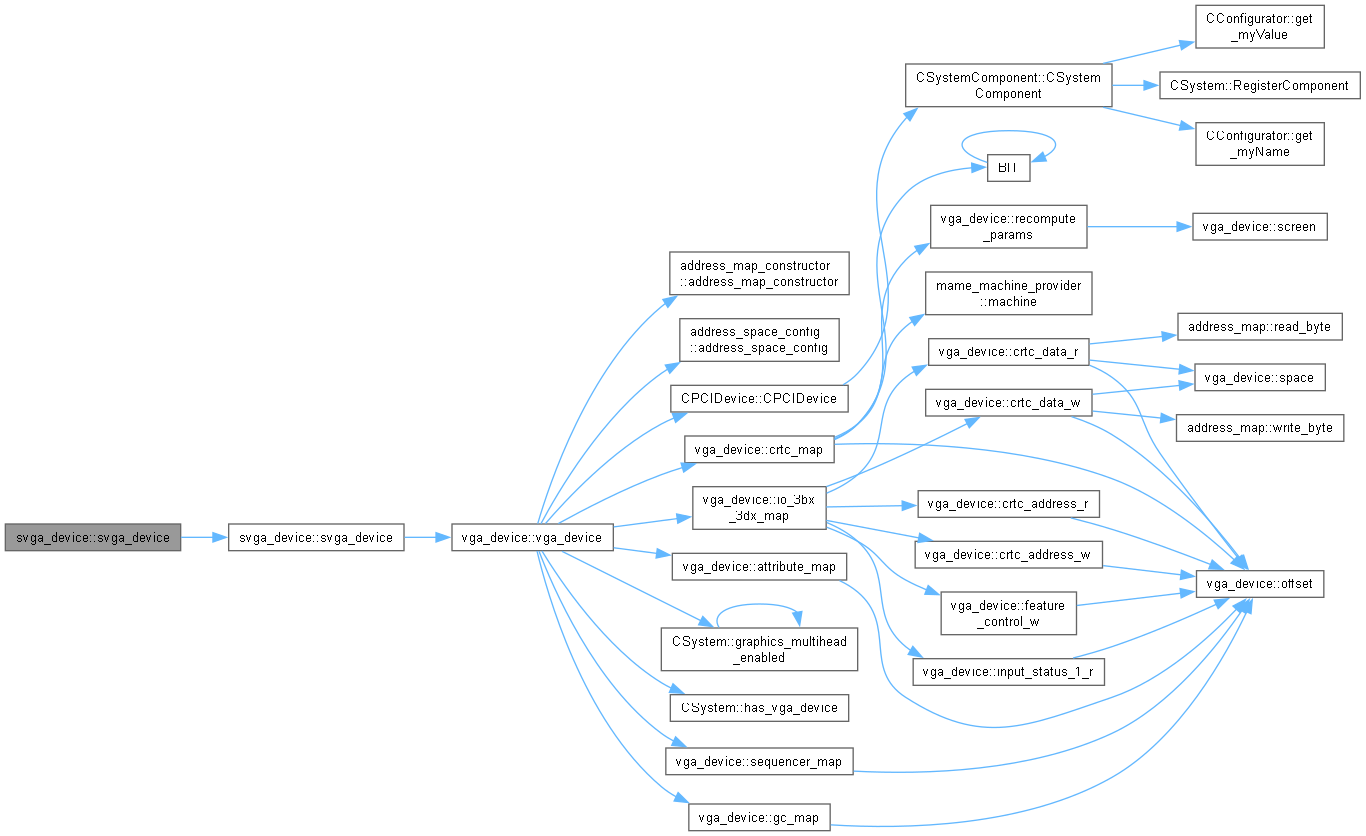 CConfigurator::get
_myValue
CSystemComponent::CSystem
Component
CSystem::RegisterComponent
CConfigurator::get
_myName
BIT
vga_device::recompute
_params
vga_device::screen
address_map_constructor
::address_map_constructor
mame_machine_provider
::machine
address_space_config
::address_space_config
address_map::read_byte
vga_device::crtc_data_r
vga_device::space
CPCIDevice::CPCIDevice
vga_device::crtc_data_w
address_map::write_byte
vga_device::crtc_map
vga_device::io_3bx
_3dx_map
vga_device::crtc_address_r
svga_device::svga_device
svga_device::svga_device
vga_device::vga_device
vga_device::crtc_address_w
vga_device::attribute_map
vga_device::offset
vga_device::feature
_control_w
CSystem::graphics_multihead
_enabled
vga_device::input_status_1_r
CSystem::has_vga_device
vga_device::sequencer_map
vga_device::gc_map